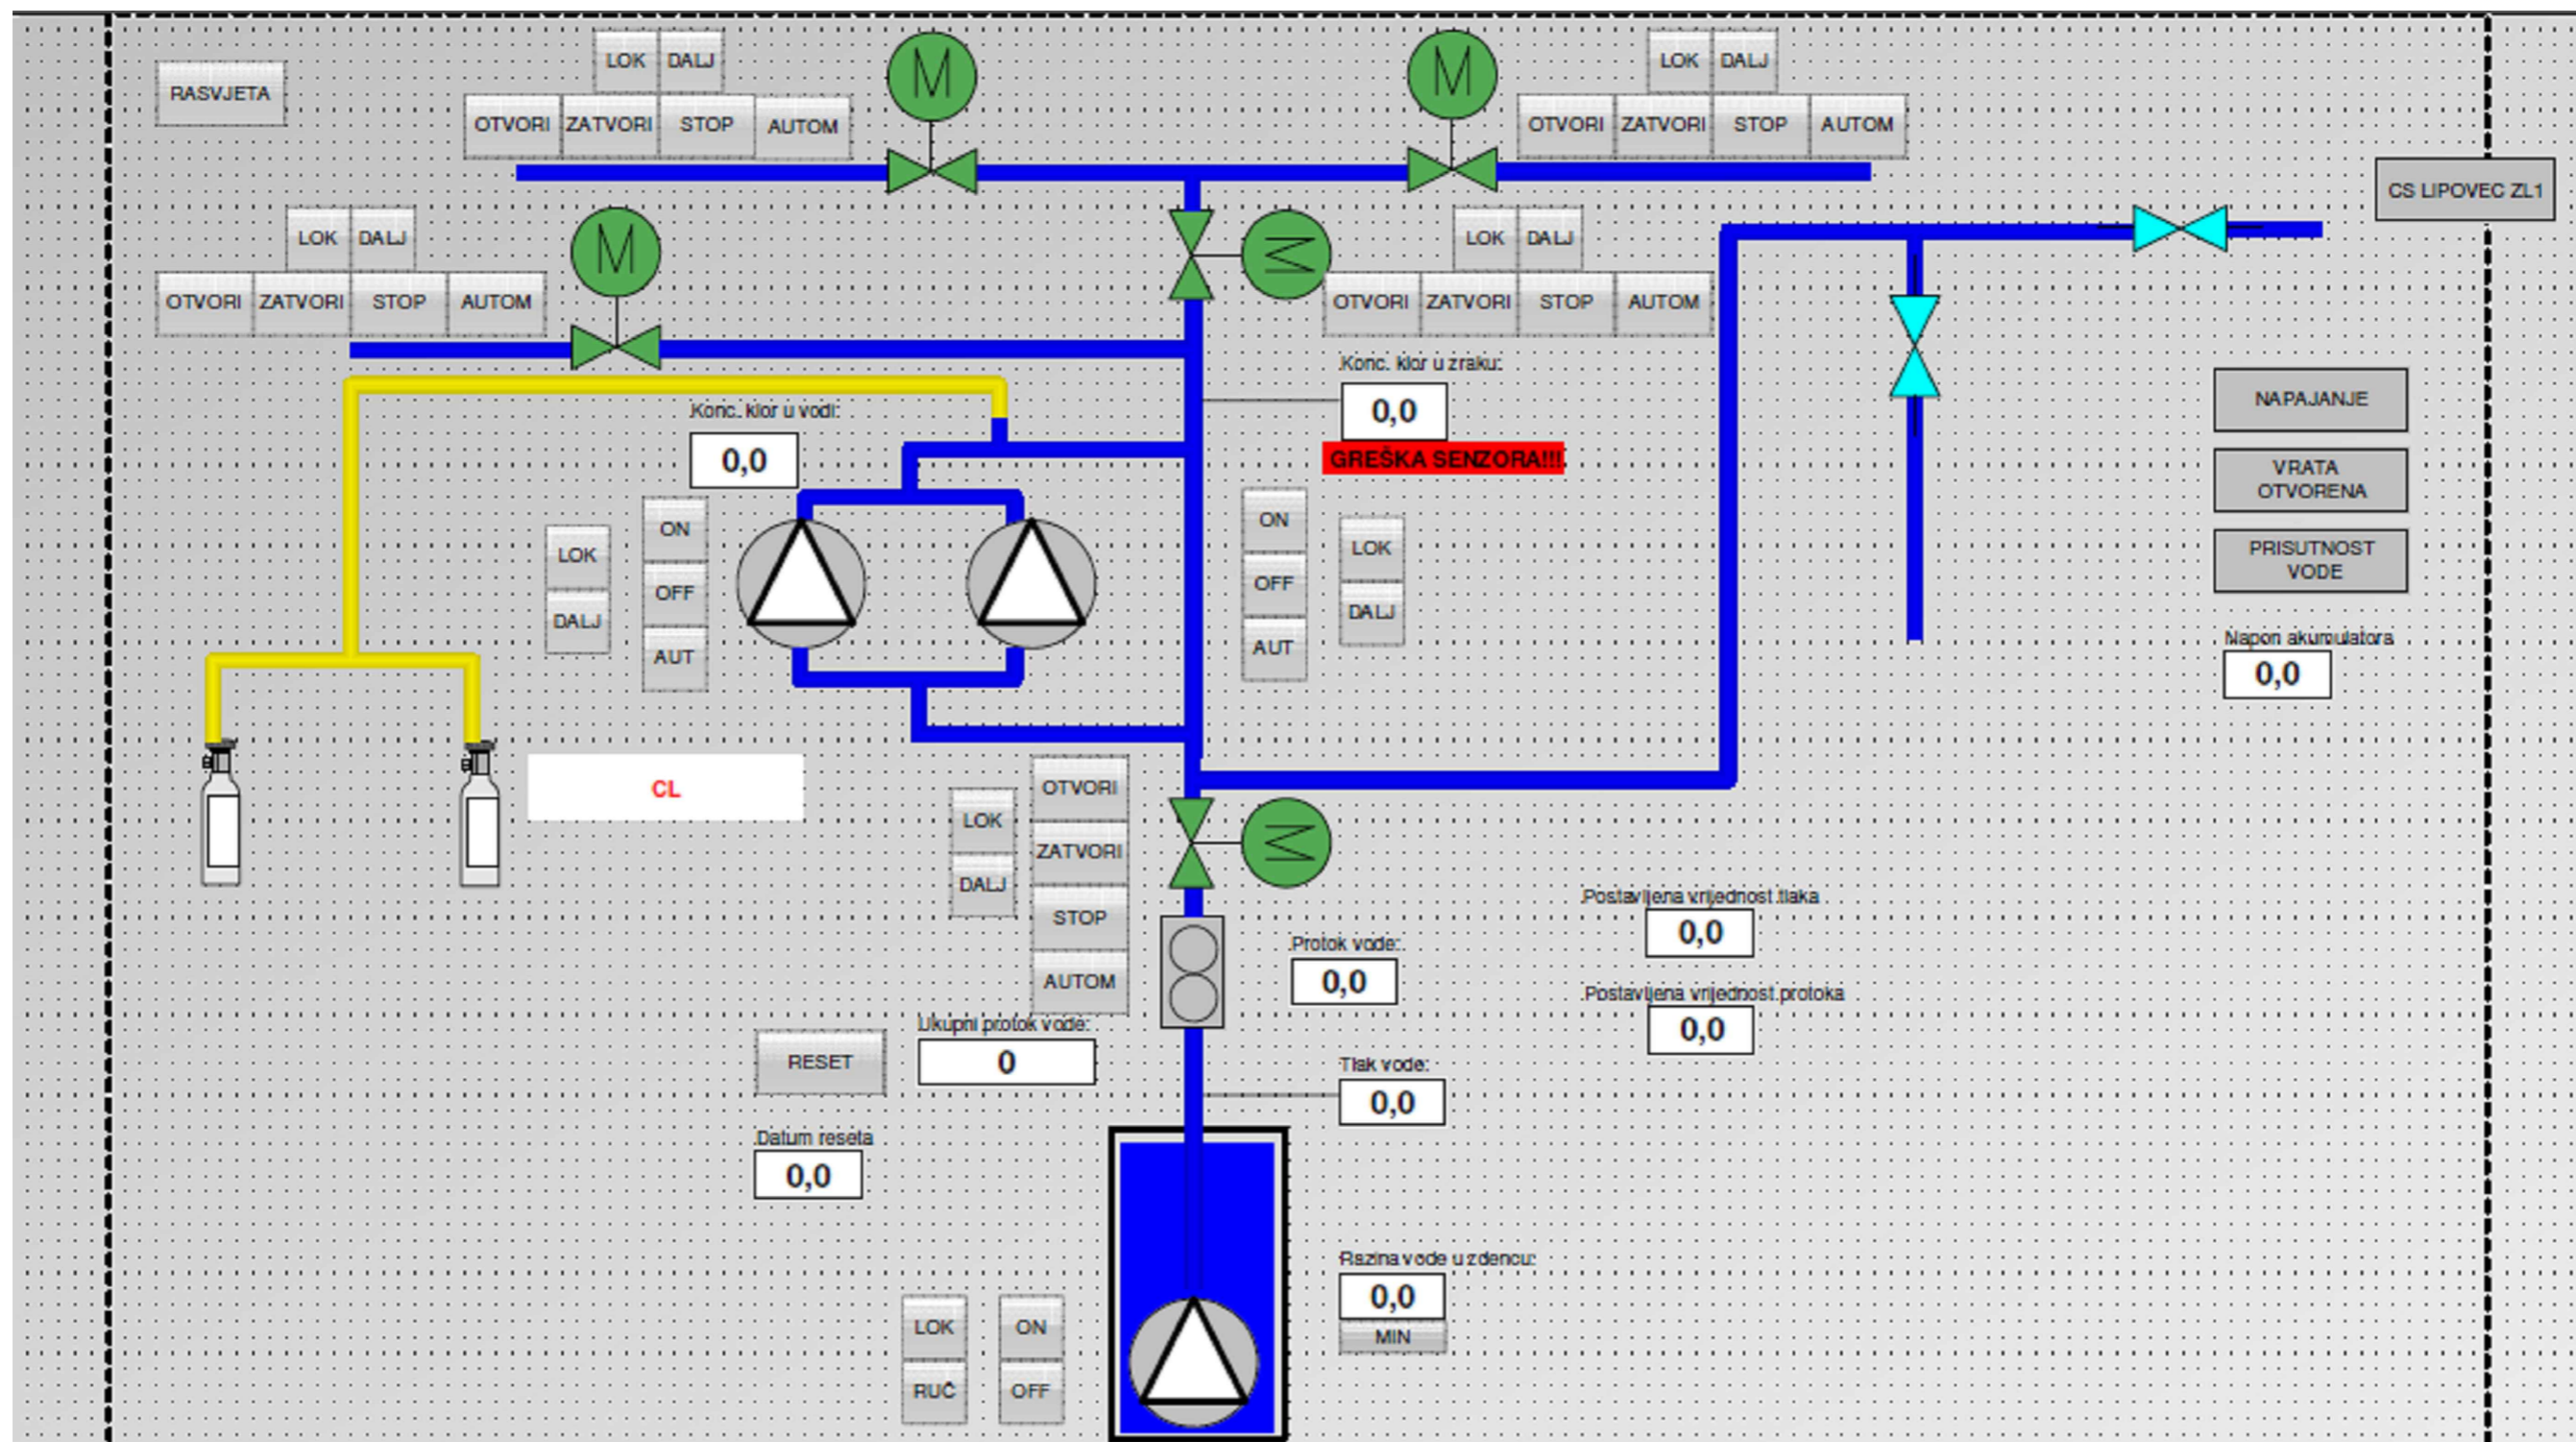 LOK DALJ
LOK DALJ
RASVJETA
M
M
OTVORI ZATVORI STOP AUTOM
OTVORI ZATVORI STOP AUTOM
CS LIPOVEC ZL1
LOK DALJ
M
M
LOK DALJ
OTVORI ZATVORI STOP AUTOM
OTVORI ZATVORI STOP AUTOM
Konc. klor u zraku:
0,0
GREŠKA SENZORA!!!
Konc. klor u vodi:
0,0
NAPAJANJE
VRATA
OTVORENA
PRISUTNOST
VODE
Napon akumulatora
0,0
LOK
DALJ
ON
OFF
AUT
ON
OFF
AUT
LOK
DALJ
CL
LOK
DALJ
OTVORI
ZATVORI
STOP
AUTOM
M
Postavljena vrijednost tlaka
0,0
Protok vode:
0,0
Postavljena vrijednost protoka
0,0
Ukupni protok vode:
RESET
0
Tlak vode:
0,0
Datum reseta
0,0
Razina vode u zdencu:
0,0
MIN
LOK ON
RUČ OFF